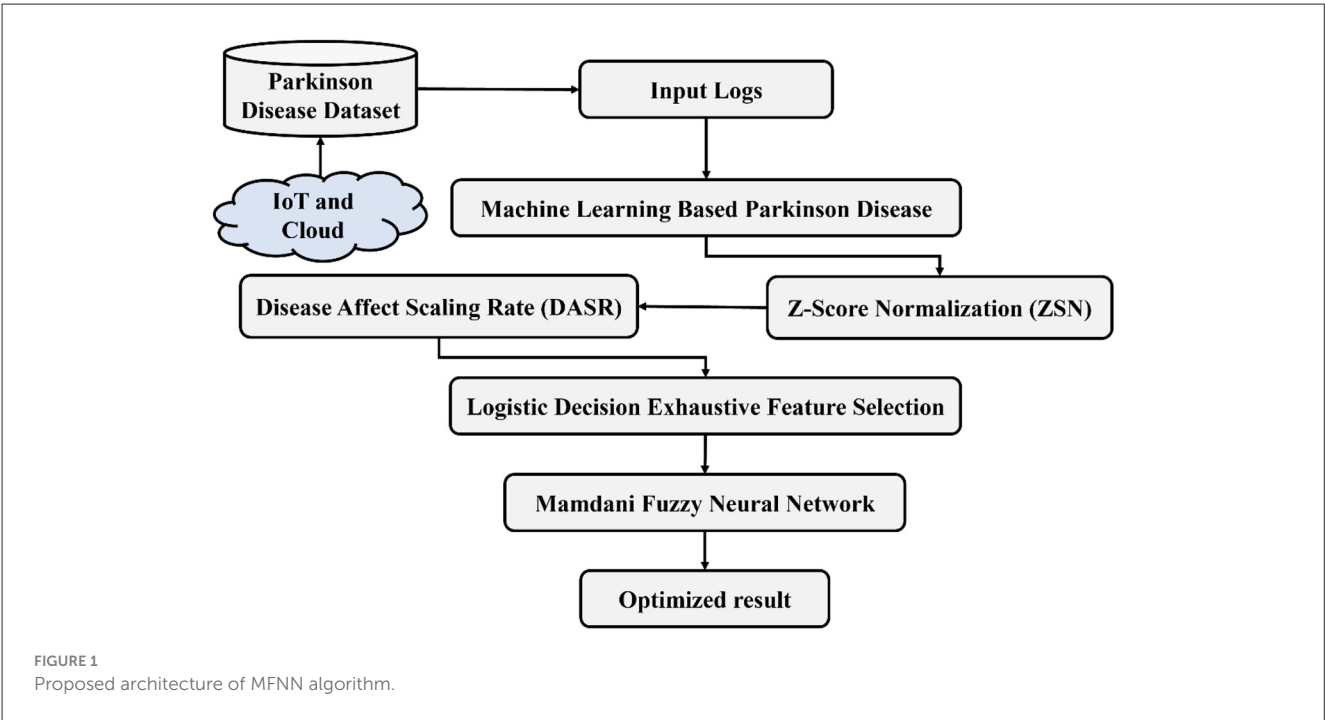 Parkinson
Disease Dataset
Input Logs
IoT and
Cloud
Machine Learning Based Parkinson Disease
Disease Affect Scaling Rate (DASR)
Z-Score Normalization (ZSN)
Logistic Decision Exhaustive Feature Selection
Mamdani Fuzzy Neural Network
Optimized result
FIGURE 1
Proposed architecture of MFNN algorithm.